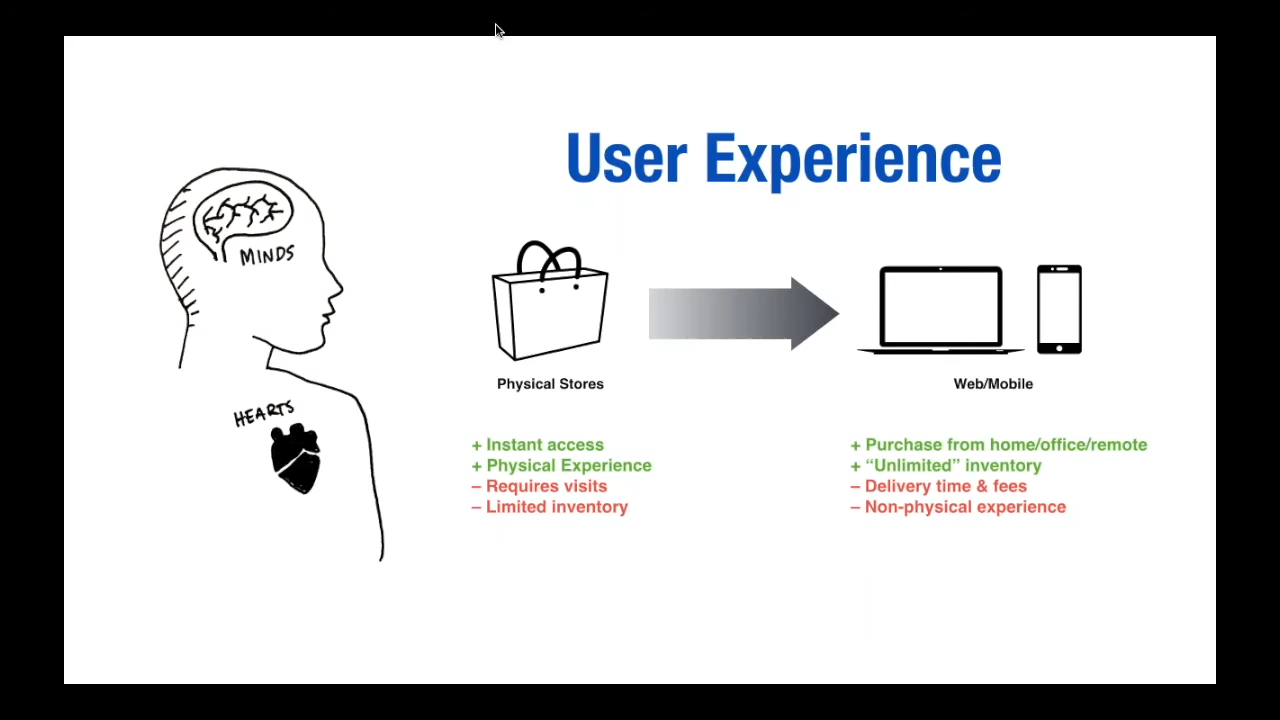 User Experience
MINDS
HEARTS
Physical Stores
+ Instant access
+ Physical Experience
– Requires visits
– Limited inventory
Web/Mobile
+ Purchase from home/office/remote
+ “Unlimited” inventory
– Delivery time & fees
– Non-physical experience